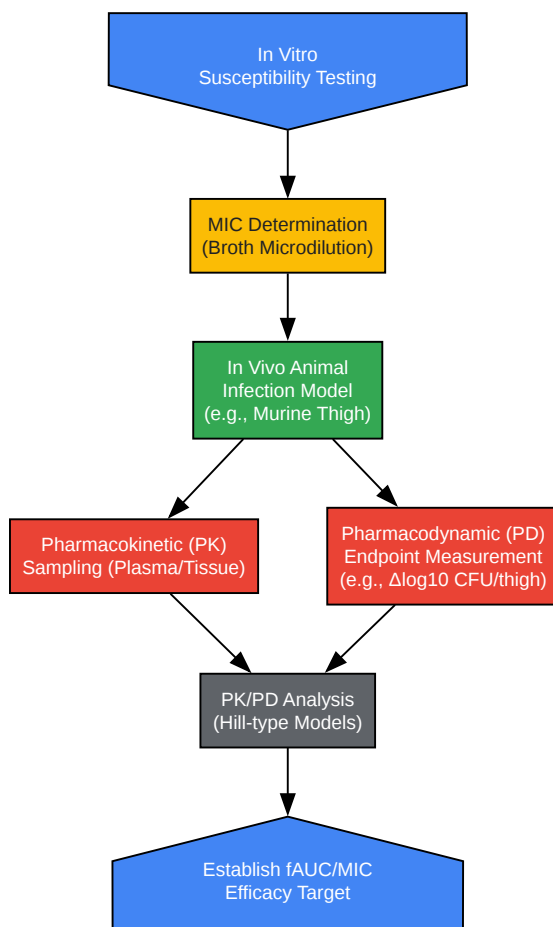 In Vitro
Susceptibility Testing
MIC Determination
(Broth Microdilution)
In Vivo Animal
Infection Model
(e.g., Murine Thigh)
Pharmacokinetic (PK)
Sampling (Plasma/Tissue)
Pharmacodynamic (PD)
Endpoint Measurement
(e.g., Δlog10 CFU/thigh)
PK/PD Analysis
(Hill-type Models)
Establish fAUC/MIC
Efficacy Target